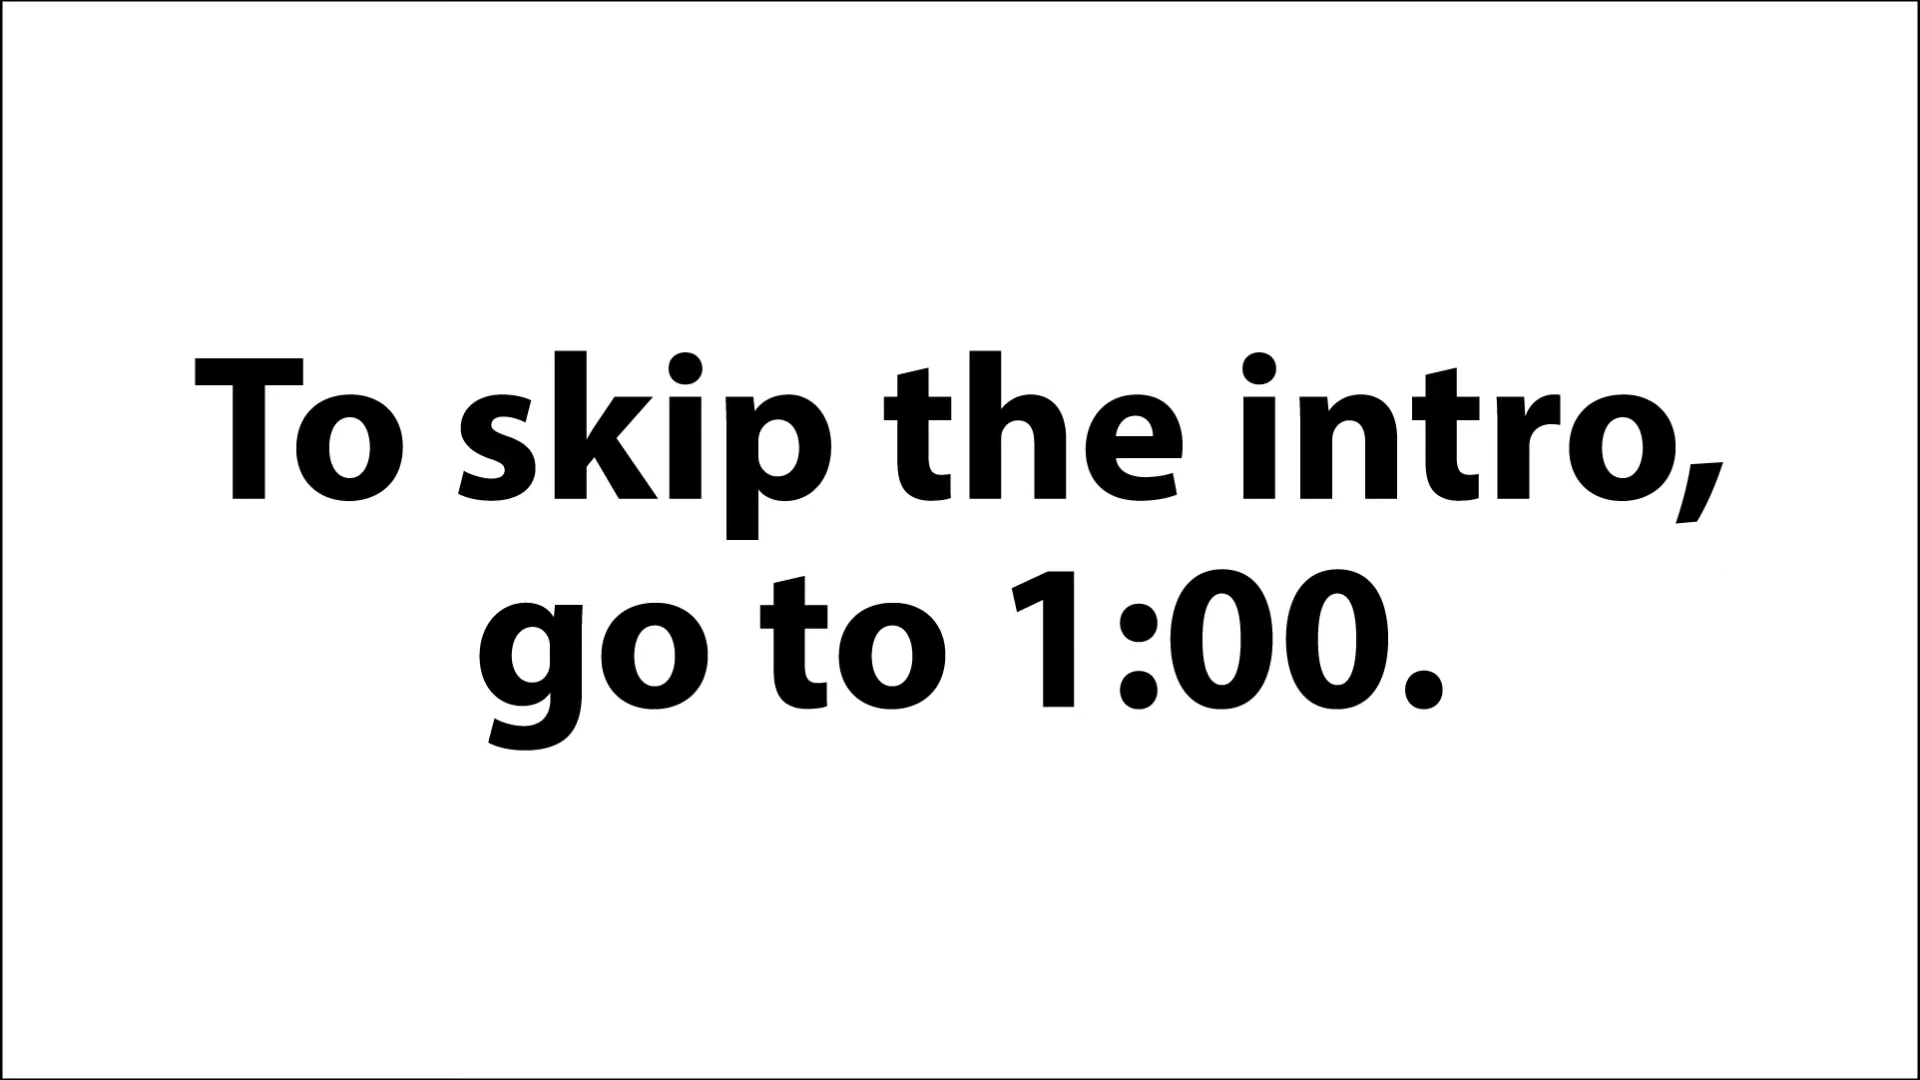 To skip the intro,
go to 1:00.